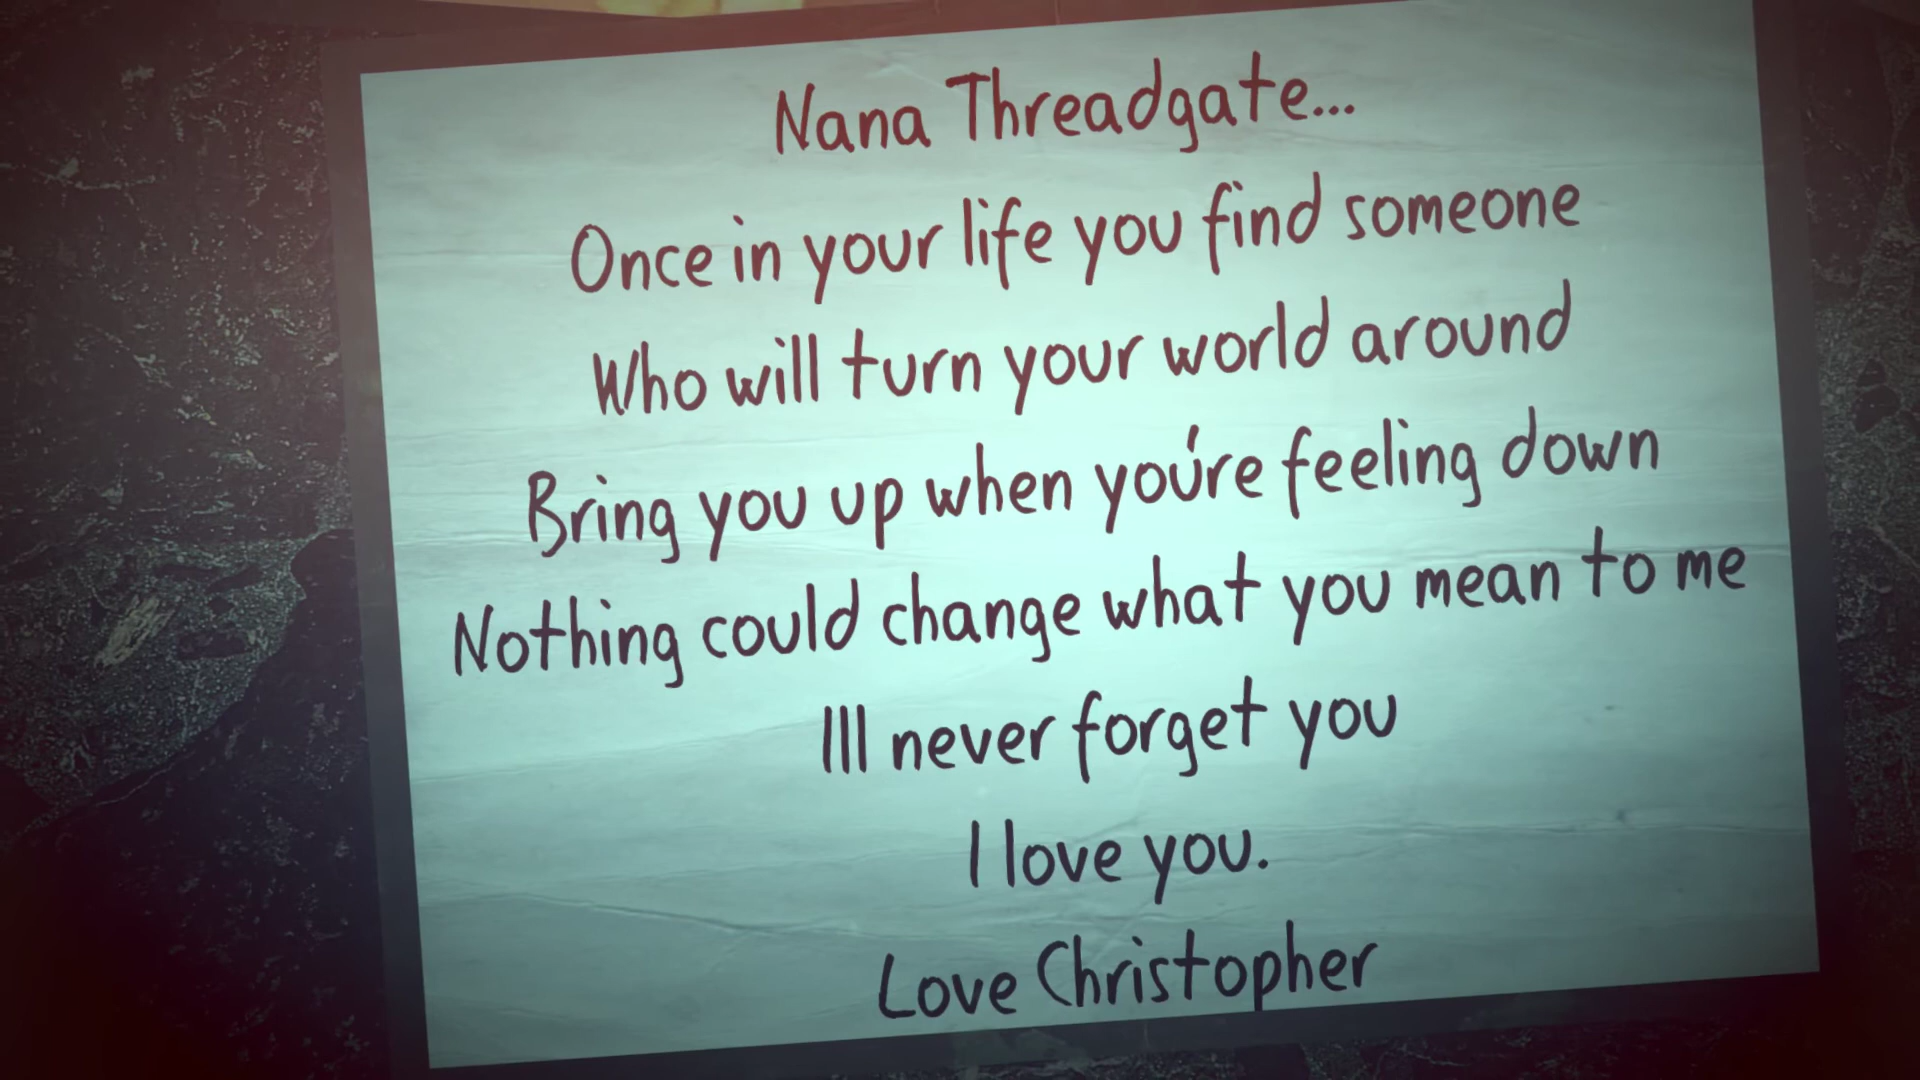 Nana Threadgate...
Once in your life you find someone
Who will turn your world around
Bring you up when you're feeling down
Nothing could change what you mean to me
Ill never forget you
I love you.
Love Christopher